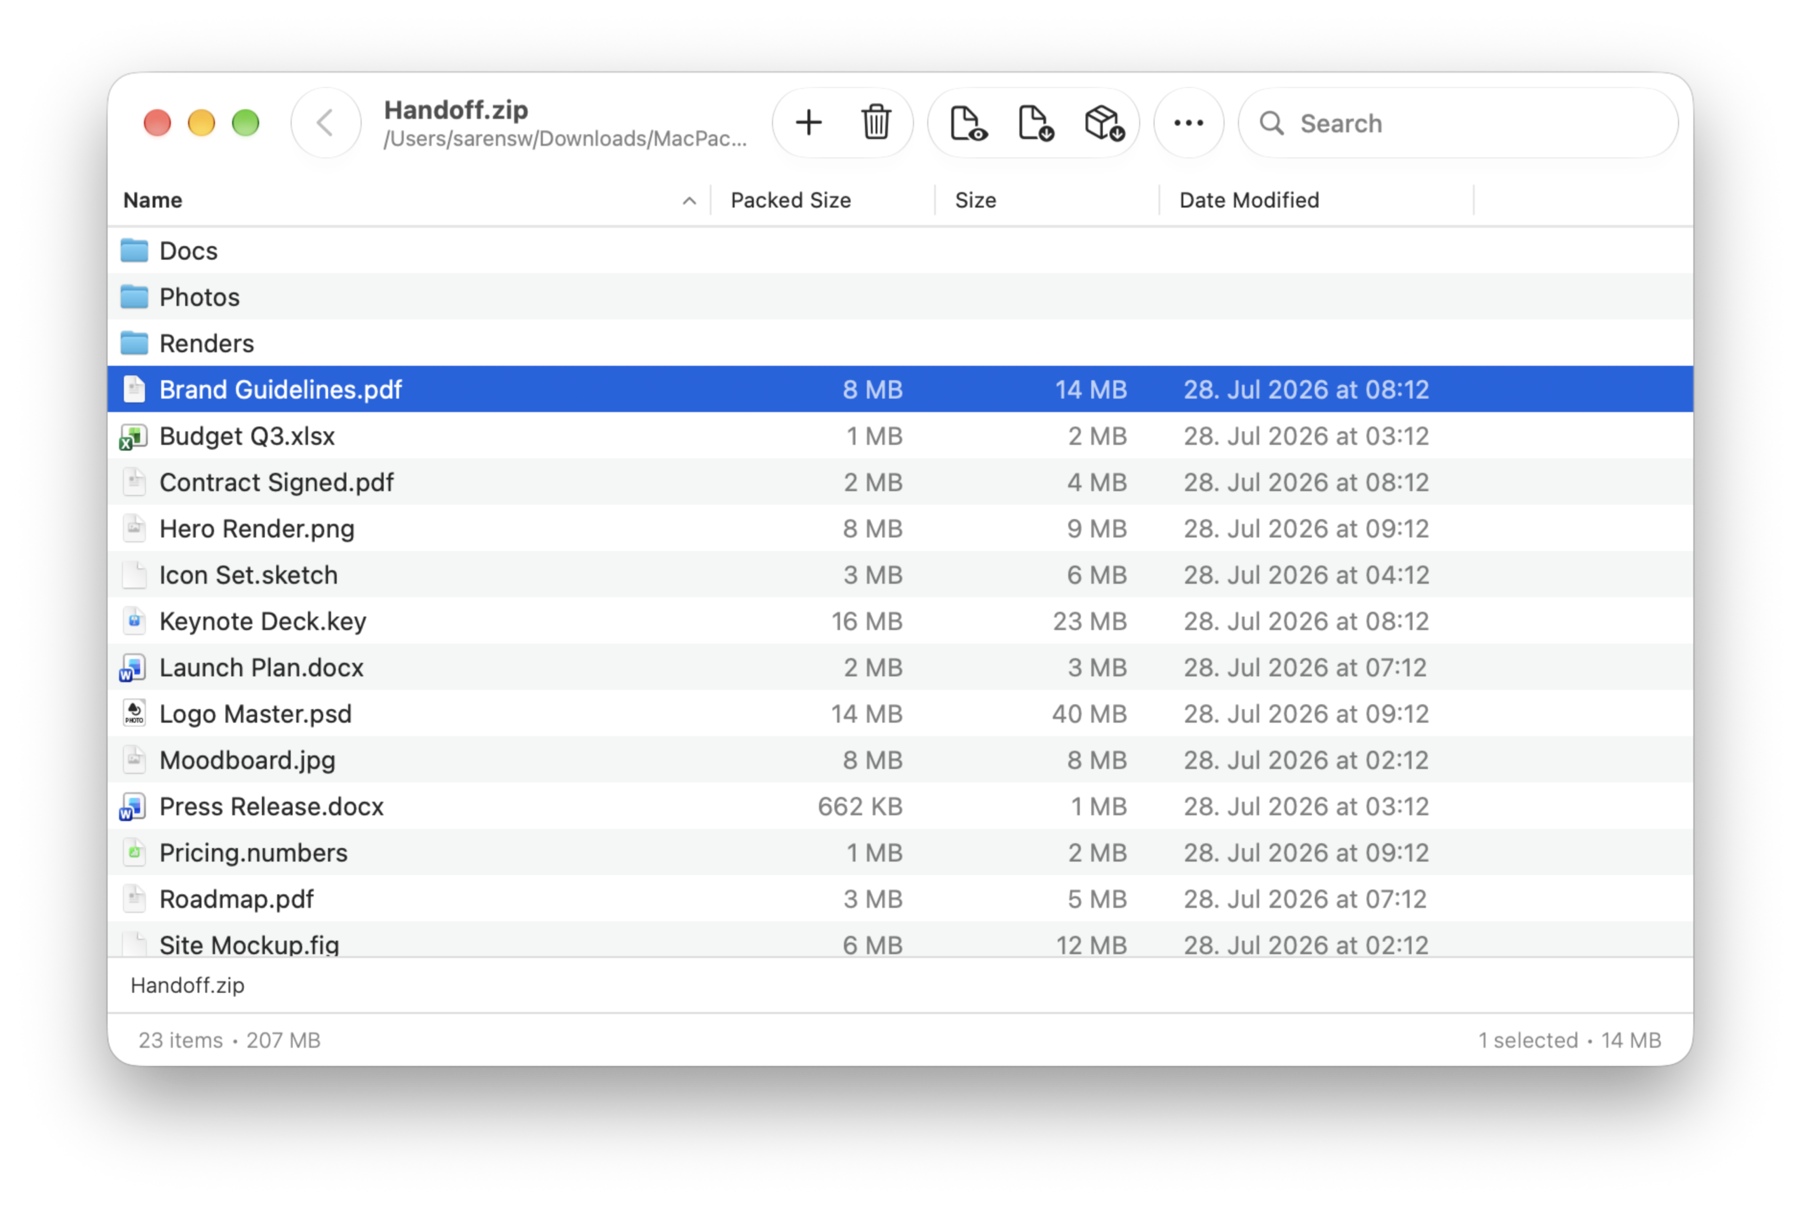 Handoff.zip
/Users/sarensw/Downloads/MacPac...
Search
Name Packed Size Size Date Modified
Docs
Photos
Renders
Brand Guidelines.pdf 8 MB 14 MB 28. Jul 2026 at 08:12
Budget Q3.xlsx 1 MB 2 MB 28. Jul 2026 at 03:12
Contract Signed.pdf 2 MB 4 MB 28. Jul 2026 at 08:12
Hero Render.png 8 MB 9 MB 28. Jul 2026 at 09:12
Icon Set.sketch 3 MB 6 MB 28. Jul 2026 at 04:12
Keynote Deck.key 16 MB 23 MB 28. Jul 2026 at 08:12
Launch Plan.docx 2 MB 3 MB 28. Jul 2026 at 07:12
Logo Master.psd 14 MB 40 MB 28. Jul 2026 at 09:12
Moodboard.jpg 8 MB 8 MB 28. Jul 2026 at 02:12
Press Release.docx 662 KB 1 MB 28. Jul 2026 at 03:12
Pricing.numbers 1 MB 2 MB 28. Jul 2026 at 09:12
Roadmap.pdf 3 MB 5 MB 28. Jul 2026 at 07:12
Site Mockup.fig 6 MB 12 MB 28. Jul 2026 at 02:12
Handoff.zip
23 items • 207 MB 1 selected • 14 MB